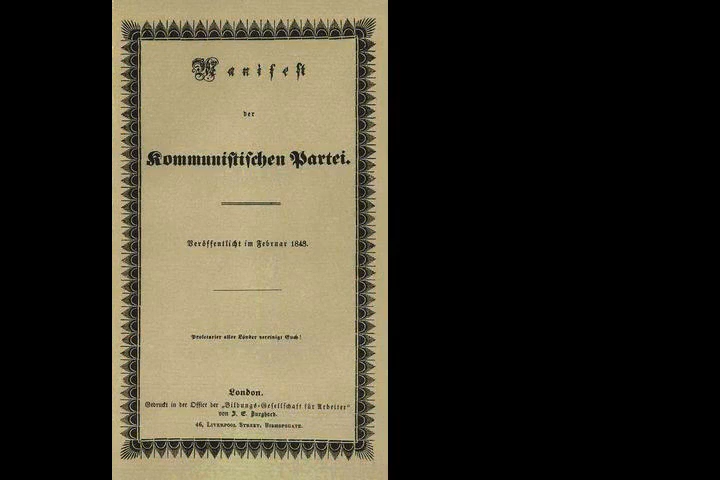 Manifest
der
Kommunistischen Partei.
Veröffentlicht im Februar 1848.
Proletarier aller Länder vereinigt Euch!
London.
Gedruckt in der Office der „Bildungs-Gesellschaft für Arbeiter"
von J. E. Burghard.
46, LIVERPOOL STREET, BISHOPSGATE.